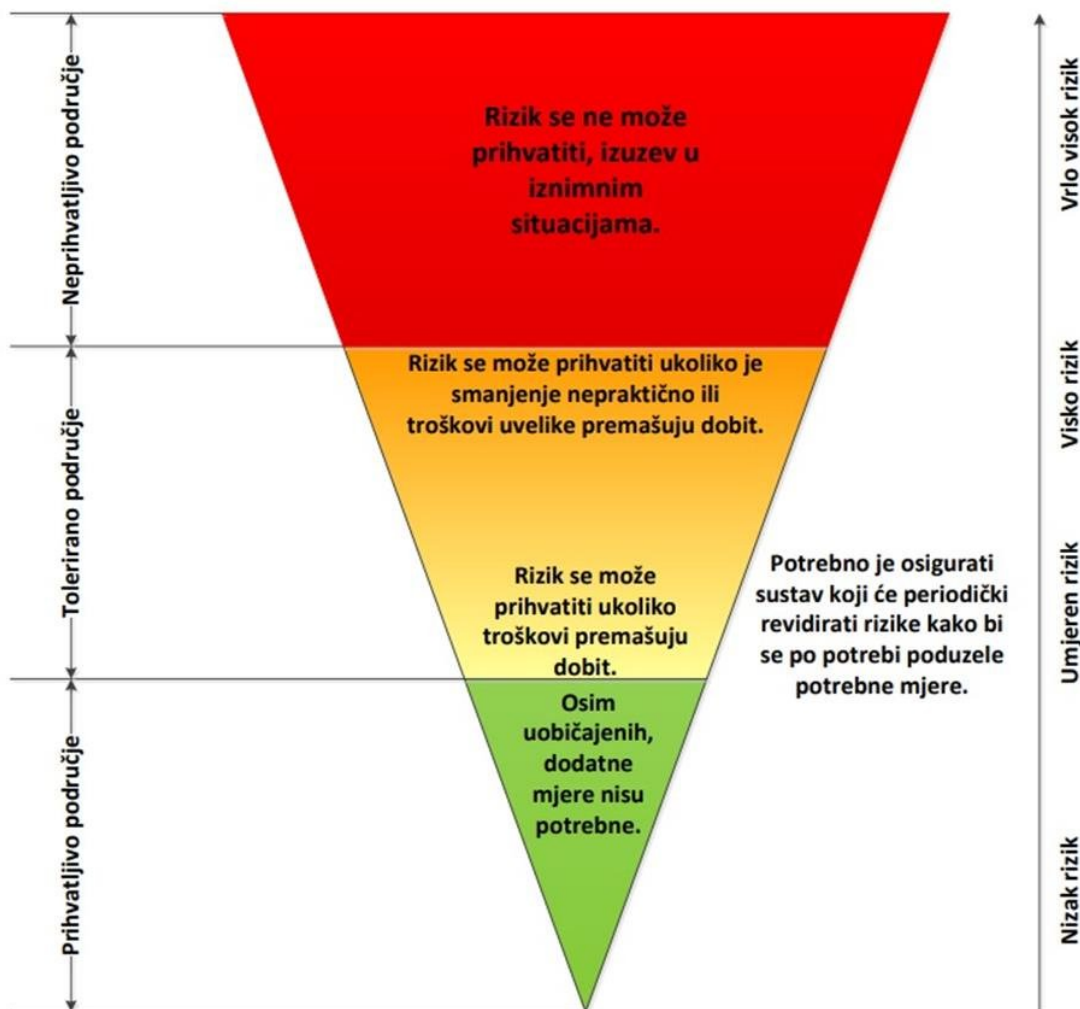 Neprihvatljivo područje
Tolerirano područje
Prihvatljivo područje
Rizik se ne može
prihvatiti, izuzev u
iznimnim
situacijama.
Rizik se može prihvatiti ukoliko je
smanjenje nepraktično ili
troškovi uvelike premašuju dobit.
Rizik se može
prihvatiti ukoliko
troškovi premašuju
dobit.
Osim
uobičajenih,
dodatne
mjere nisu
potrebne.
Potrebno je osigurati
sustav koji će periodički
revidirati rizike kako bi
se po potrebi poduzele
potrebne mjere.
Vrlo visok rizik
Visko rizik
Umjeren rizik
Nizak rizik